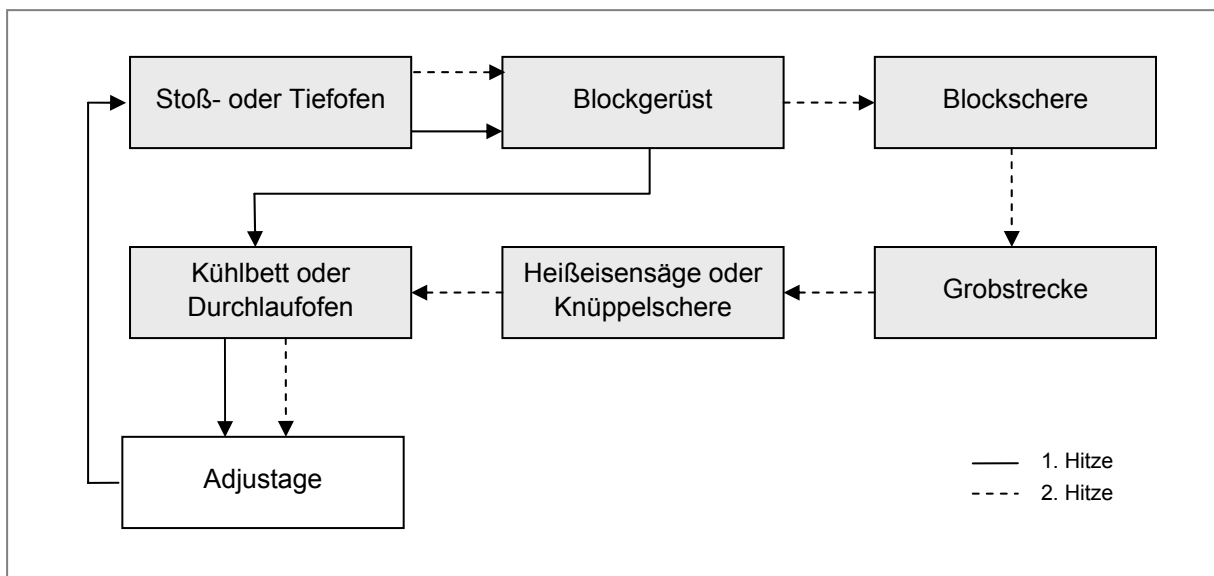 Stoß- oder Tiefofen
Blockgerüst
Blockschere
Kühlbett oder
Durchlaufofen
Heißeisensäge oder
Knüppelschere
Grobstrecke
Adjustage
1. Hitze
2. Hitze